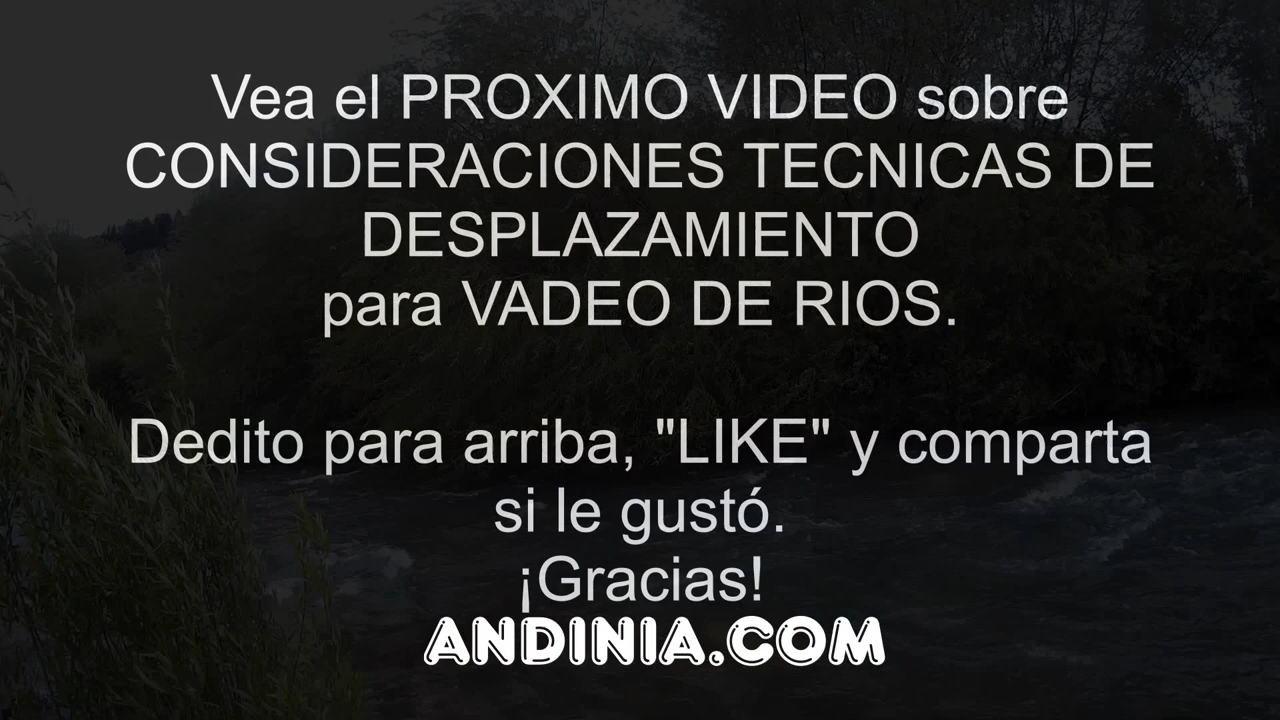 Vea el PROXIMO VIDEO sobre
CONSIDERACIONES TECNICAS DE
DESPLAZAMIENTO
para VADEO DE RIOS.
Dedito para arriba, "LIKE" y comparta
si le gustó.
¡Gracias!
ANDINIA.COM